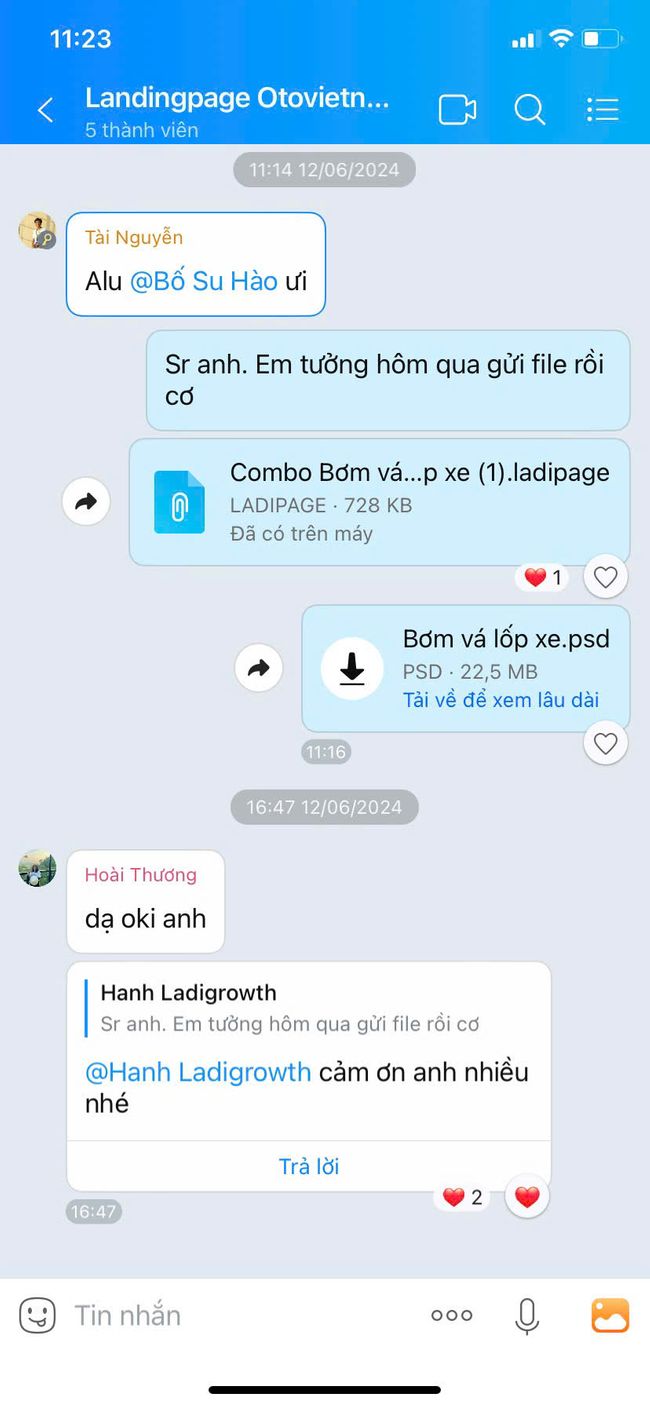 11:23
Landingpage Otovietn...
5 thành viên
11:14 12/06/2024
Tài Nguyễn
Alu @Bố Su Hào ưi
Sr anh. Em tưởng hôm qua gửi file rồi
cơ
Combo Bơm vá...p xe (1).ladipage
LADIPAGE · 728 KB
Đã có trên máy
1
Bơm vá lốp xe.psd
PSD · 22,5 MB
Tải về để xem lâu dài
11:16
16:47 12/06/2024
Hoài Thương
dạ oki anh
Hanh Ladigrowth
Sr anh. Em tưởng hôm qua gửi file rồi cơ
@Hanh Ladigrowth cảm ơn anh nhiều
nhé
Trả lời
2
16:47
Tin nhắn